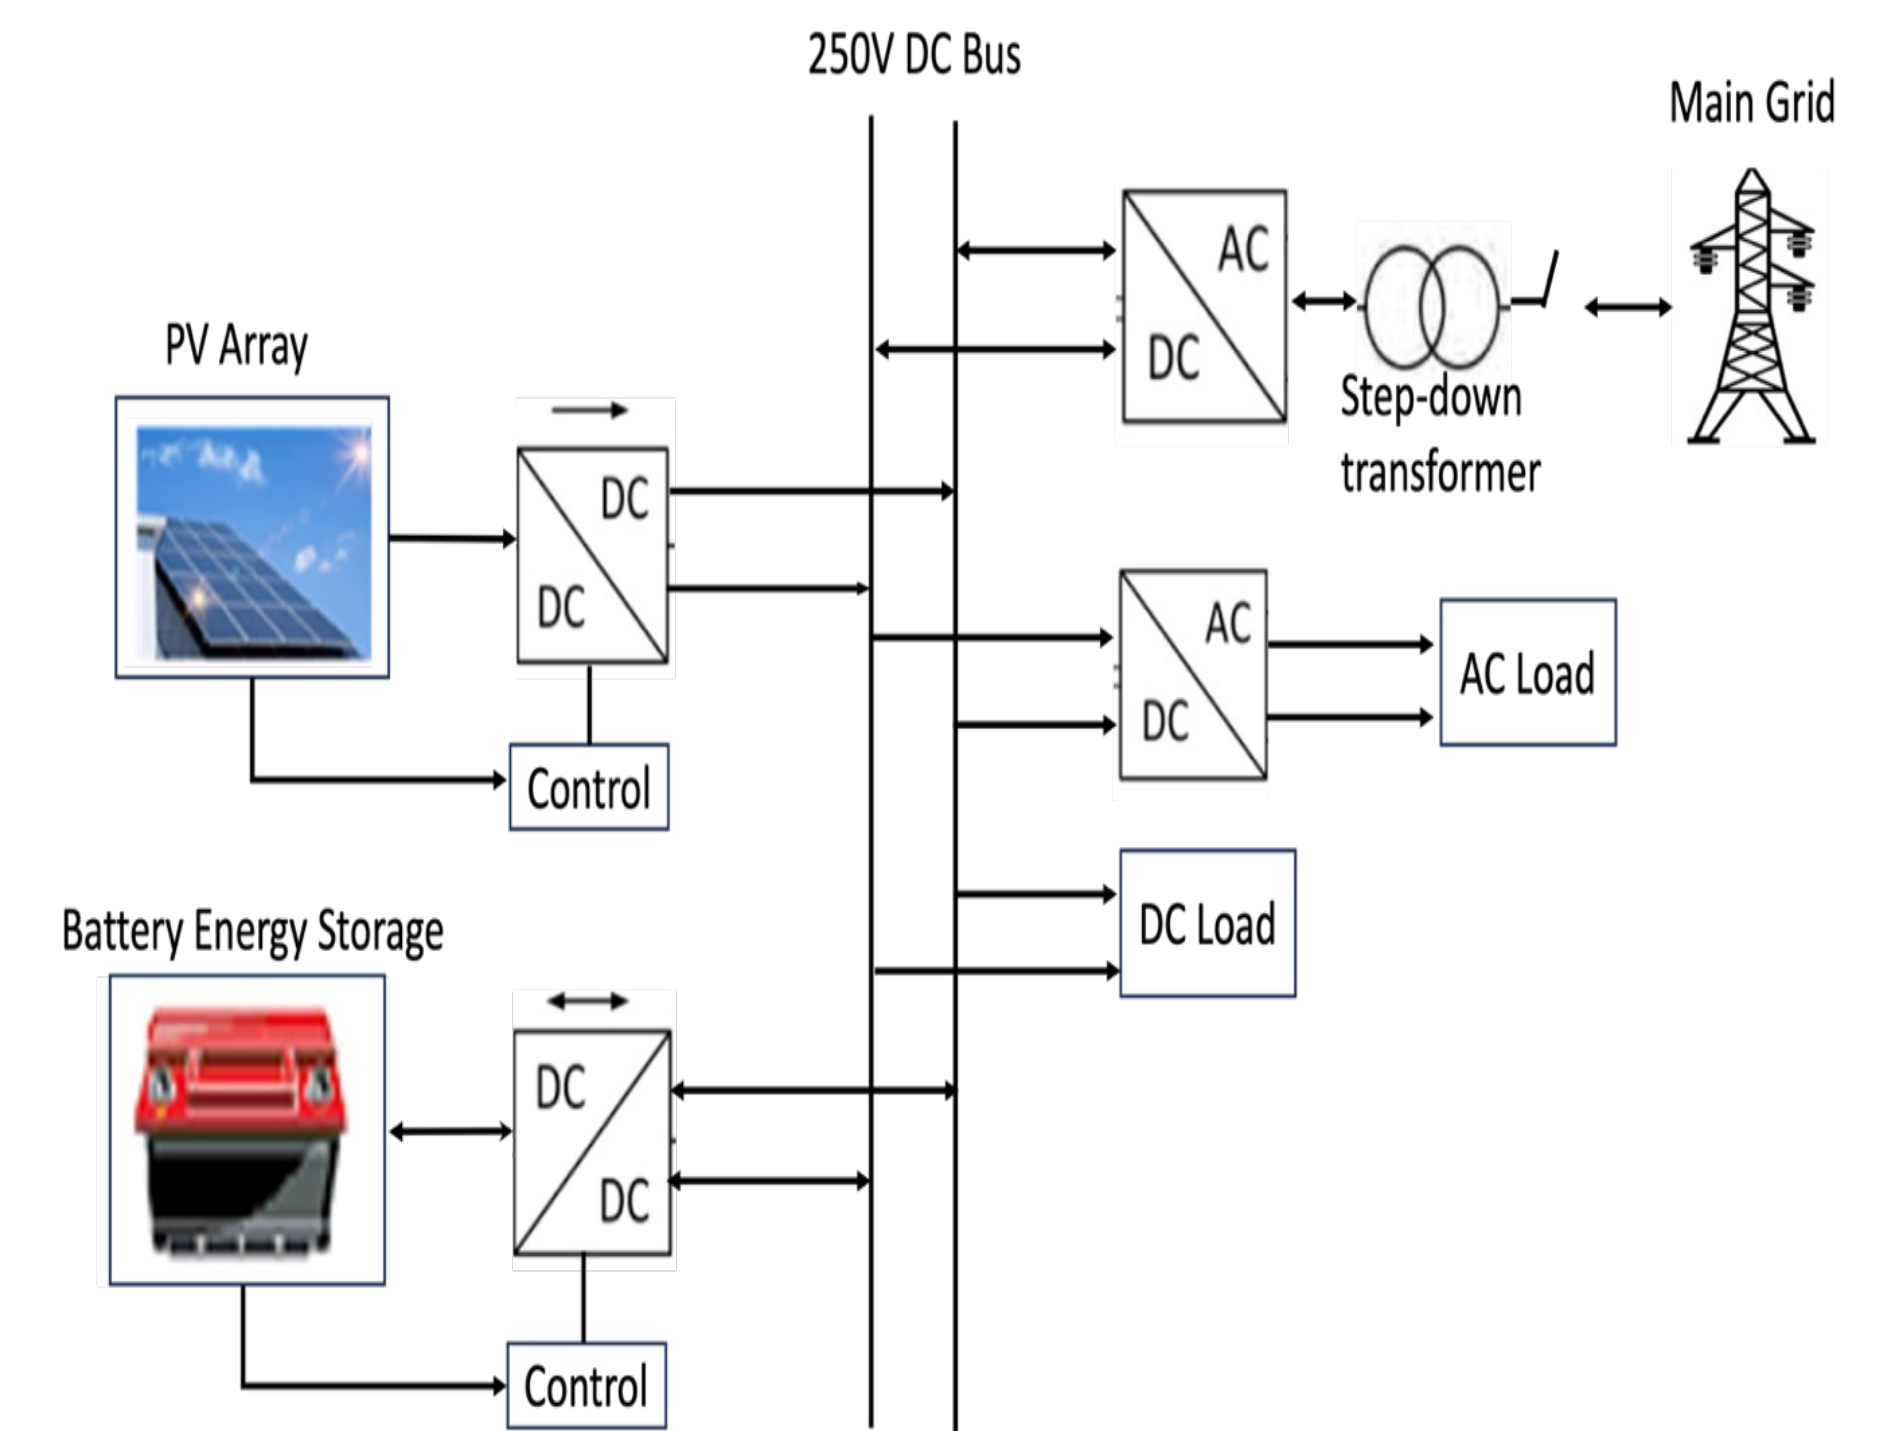 250V DC Bus
Main Grid
AC
DC
Step-down
transformer
PV Array
DC
DC
Control
AC
DC
AC Load
DC Load
Battery Energy Storage
DC
DC
Control